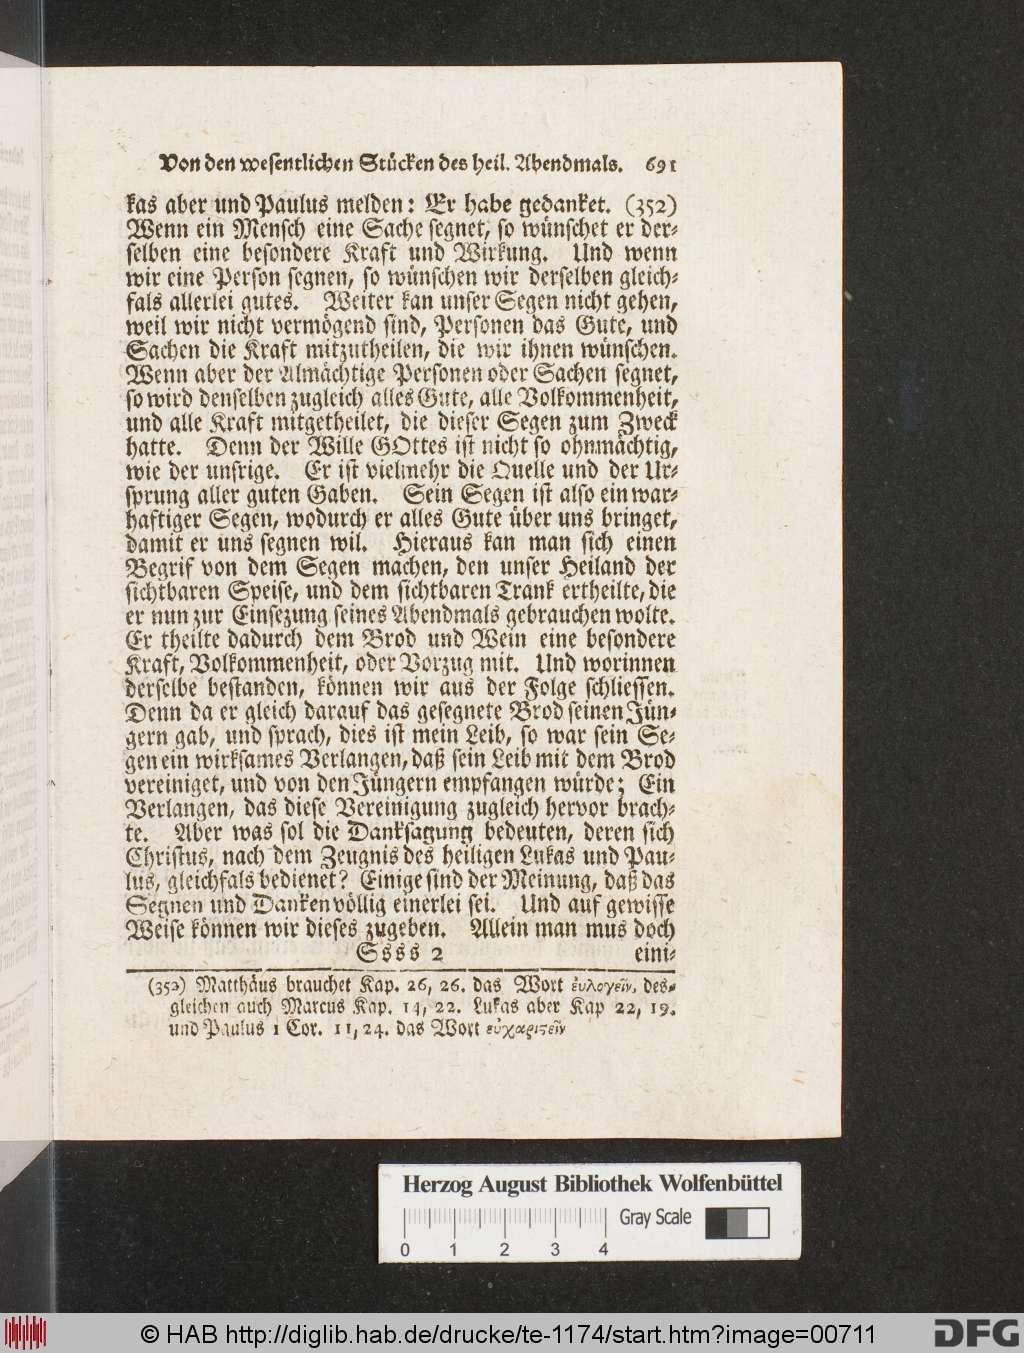 Von den wesentlichen Stücken des heil. Abendmals. 691
kas aber und Paulus melden: Er habe gedanket. (352)
Wenn ein Mensch eine Sache segnet, so wünschet er der-
selben eine besondere Kraft und Wirkung. Und wenn
wir eine Person segnen, so wünschen wir derselben gleich-
fals allerlei gutes. Weiter kan unser Segen nicht gehen,
weil wir nicht vermögend sind, Personen das Gute, und
Sachen die Kraft mitzutheilen, die wir ihnen wünschen.
Wenn aber der Almächtige Personen oder Sachen segnet,
so wird denselben zugleich alles Gute, alle Volkommenheit,
und alle Kraft mitgetheilet, die dieser Segen zum Zweck
hatte. Denn der Wille GOttes ist nicht so ohnmächtig,
wie der unsrige. Er ist vielmehr die Quelle und der Ur-
sprung aller guten Gaben. Sein Segen ist also ein war-
haftiger Segen, wodurch er alles Gute über uns bringet,
damit er uns segnen wil. Hieraus kan man sich einen
Begrif von dem Segen machen, den unser Heiland der
sichtbaren Speise, und dem sichtbaren Trank ertheilte, die
er nun zur Einsezung seines Abendmals gebrauchen wolte.
Er theilte dadurch dem Brod und Wein eine besondere
Kraft, Volkommenheit, oder Vorzug mit. Und worinnen
derselbe bestanden, können wir aus der Folge schliessen.
Denn da er gleich darauf das gesegnete Brod seinen Jün-
gern gab, und sprach, dies ist mein Leib, so war sein Se-
gen ein wirksames Verlangen, daß sein Leib mit dem Brod
vereiniget, und von den Jüngern empfangen würde; Ein
Verlangen, das diese Vereinigung zugleich hervor brach-
te. Aber was sol die Danksagung bedeuten, deren sich
Christus, nach dem Zeugnis des heiligen Lukas und Pau-
lus, gleichfals bedienet? Einige sind der Meinung, daß das
Segnen und Danken völlig einerlei sei. Und auf gewisse
Weise können wir dieses zugeben. Allein man mus doch
Ssss 2 eini-
(352) Matthäus brauchet Kap. 26, 26. das Wort ἐυλογεῖν, des-
gleichen auch Marcus Kap. 14, 22. Lukas aber Kap 22, 19.
und Paulus 1 Cor. 11, 24. das Wort εὐχαριςεῖν
Herzog August Bibliothek Wolfenbüttel
Gray Scale
0 1 2 3 4
© HAB http://diglib.hab.de/drucke/te-1174/start.htm?image=00711
DFG